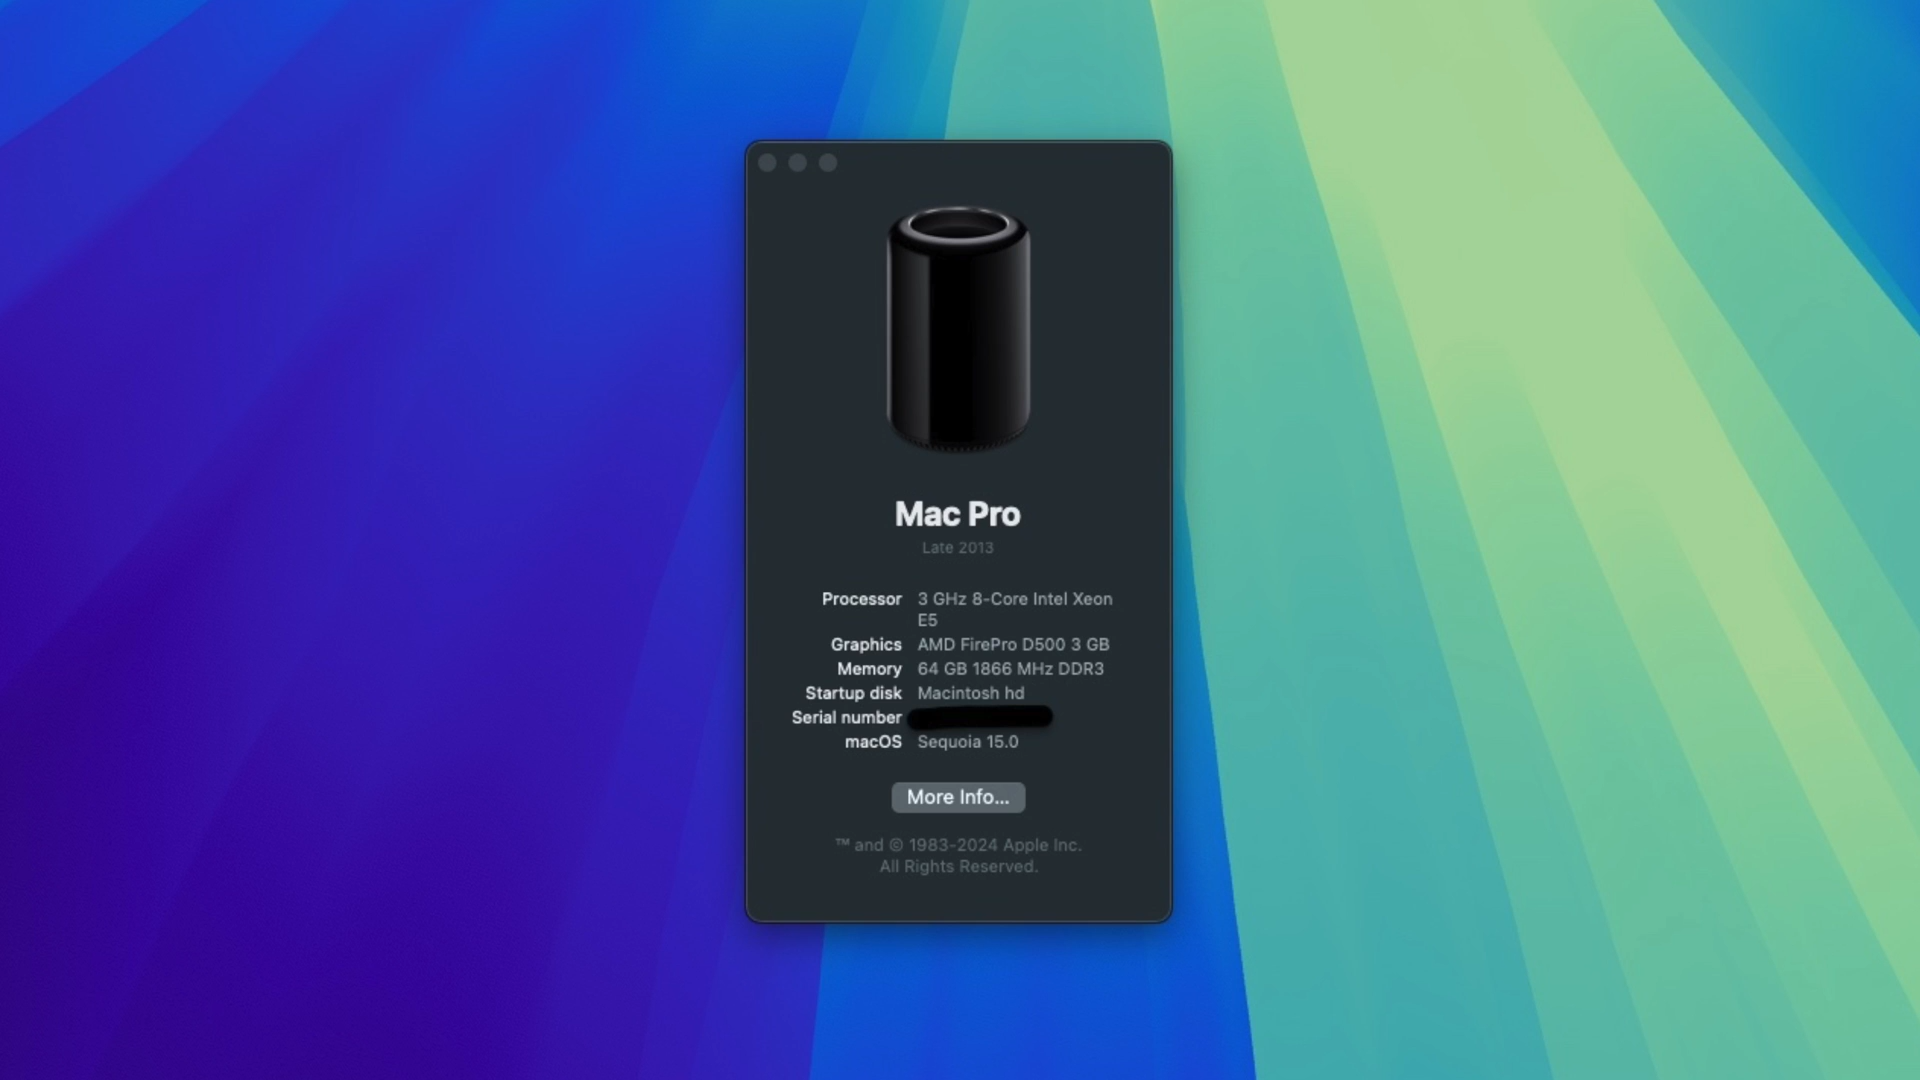 Mac Pro
Late 2013
Processor 3 GHz 8-Core Intel Xeon
E5
Graphics AMD FirePro D500 3 GB
Memory 64 GB 1866 MHz DDR3
Startup disk Macintosh hd
Serial number
macOS Sequoia 15.0
More Info...
™ and © 1983-2024 Apple Inc.
All Rights Reserved.